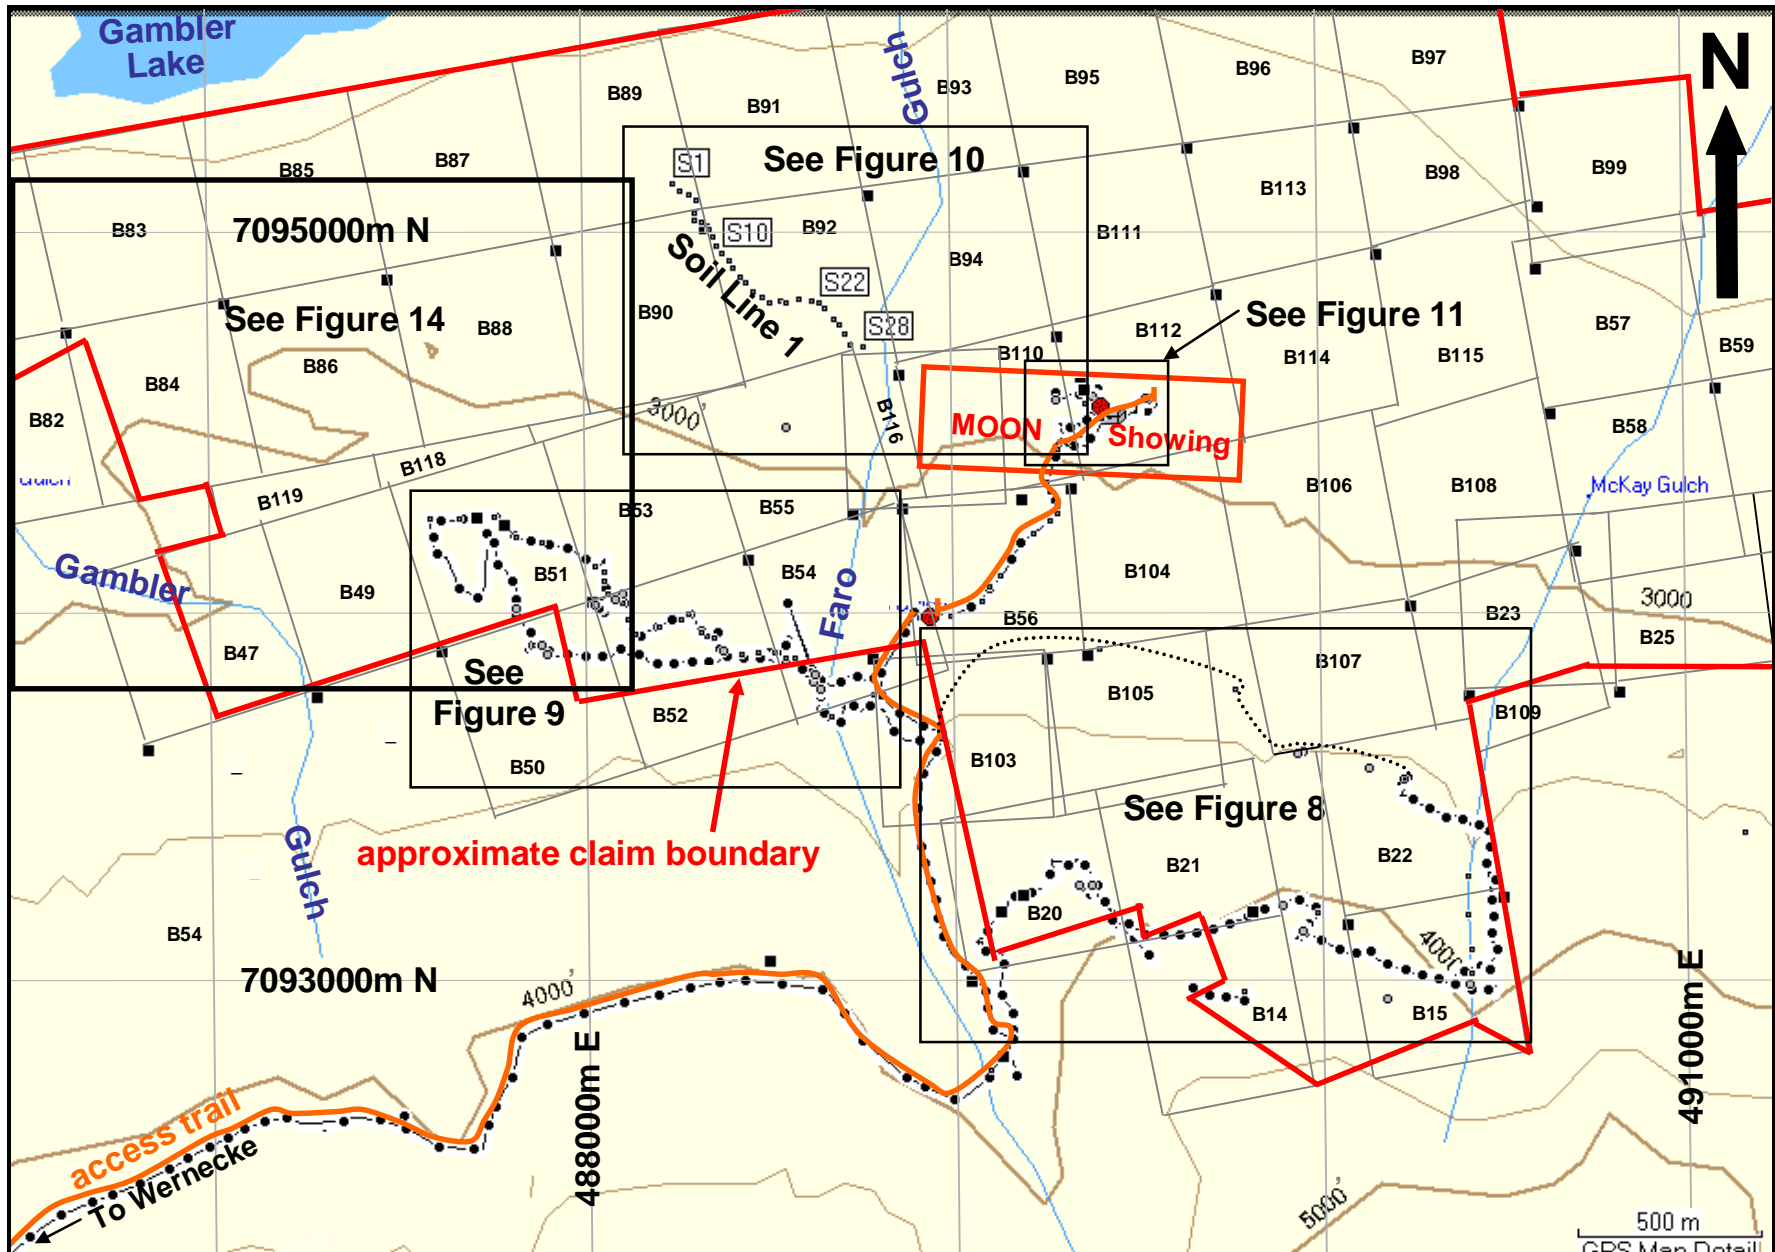 Gambler
Lake
Gulch
B93
B95
B96
B97
N
B89
B91
See Figure 10
S1
B85
B87
B99
B98
B113
B83
7095000m N
S10
B92
B111
B94
Soil Line 1
S22
S28
B90
See Figure 14
B88
See Figure 11
B112
B110
B57
B59
B114
B115
B84
B86
B82
3000'
B116
MOON
Showing
B58
B118
B119
B53
B55
B106
B108
McKay Gulch
Gambler
B49
B51
B54
Faro
B104
B56
B23
3000
B25
B47
See
Figure 9
B52
B50
B105
B107
B109
B103
See Figure 8
approximate claim boundary
Gulch
B21
B22
B20
B54
7093000m N
4000'
4000'
B14
B15
488000m E
491000m E
access trail
To Wernecke
5000'
500 m
GPS Map Detail